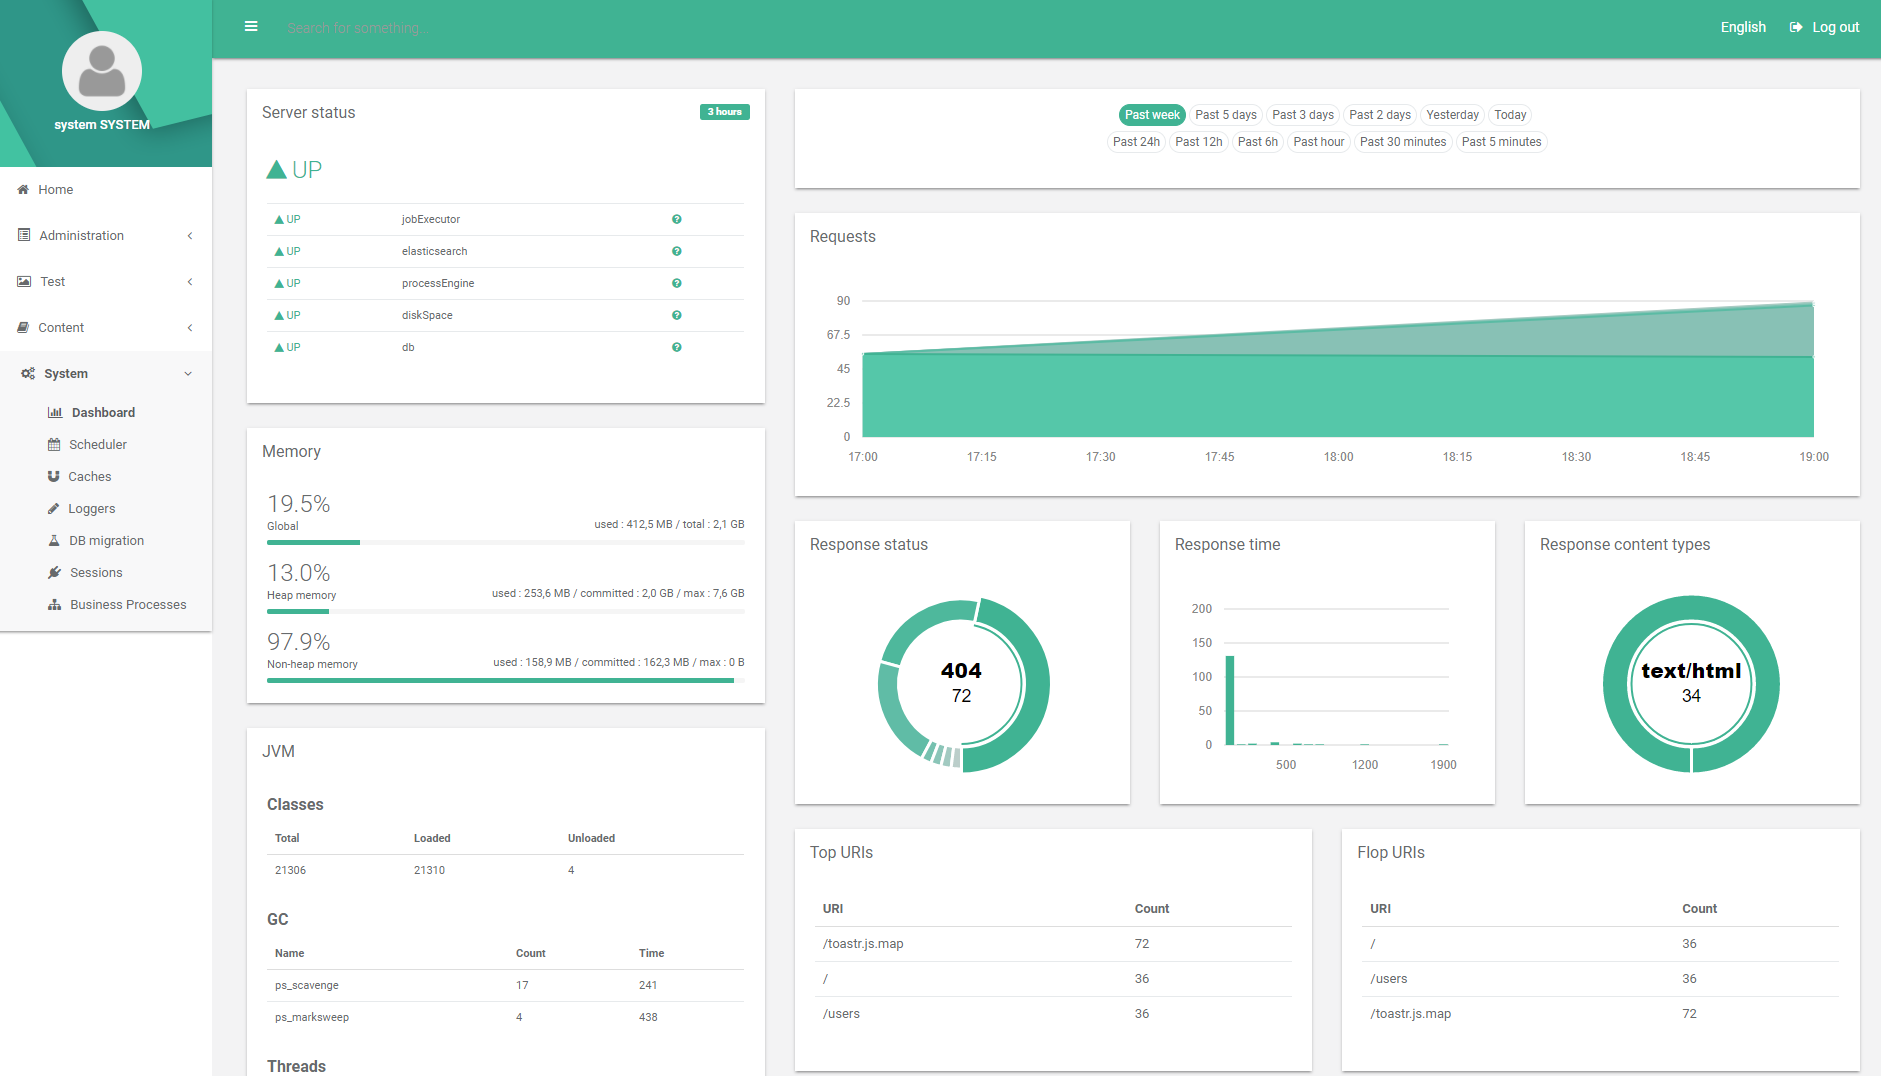 system SYSTEM
Home
Administration
Test
Content
System
Dashboard
Scheduler
Caches
Loggers
DB migration
Sessions
Business Processes
Search for something...
English
Log out
Server status
3 hours
UP
UP jobExecutor
UP elasticsearch
UP processEngine
UP diskSpace
UP db
Memory
19.5%
Global
used : 412,5 MB / total : 2,1 GB
13.0%
Heap memory
used : 253,6 MB / committed : 2,0 GB / max : 7,6 GB
97.9%
Non-heap memory
used : 158,9 MB / committed : 162,3 MB / max : 0 B
JVM
Classes
Total Loaded Unloaded
21306 21310 4
GC
Name Count Time
ps_scavenge 17 241
ps_marksweep 4 438
Threads
Past week Past 5 days Past 3 days Past 2 days Yesterday Today
Past 24h Past 12h Past 6h Past hour Past 30 minutes Past 5 minutes
Requests
90
67.5
45
22.5
0
17:00 17:15 17:30 17:45 18:00 18:15 18:30 18:45 19:00
Response status
404
72
Response time
200
150
100
50
0
500 1200 1900
Response content types
text/html
34
Top URIs
URI Count
/toastr.js.map 72
/ 36
/users 36
Flop URIs
URI Count
/ 36
/users 36
/toastr.js.map 72